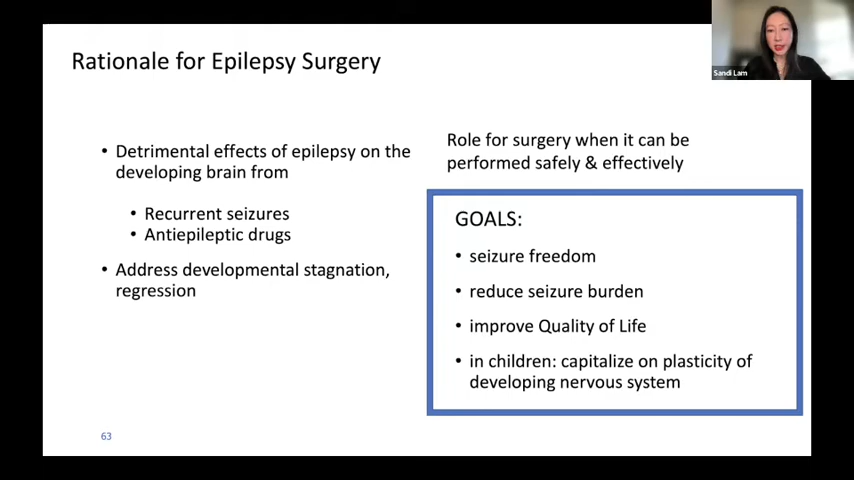 Rationale for Epilepsy Surgery
Sandi Lam
• Detrimental effects of epilepsy on the
developing brain from
• Recurrent seizures
• Antiepileptic drugs
• Address developmental stagnation,
regression
Role for surgery when it can be
performed safely & effectively
GOALS:
• seizure freedom
• reduce seizure burden
• improve Quality of Life
• in children: capitalize on plasticity of
developing nervous system
63